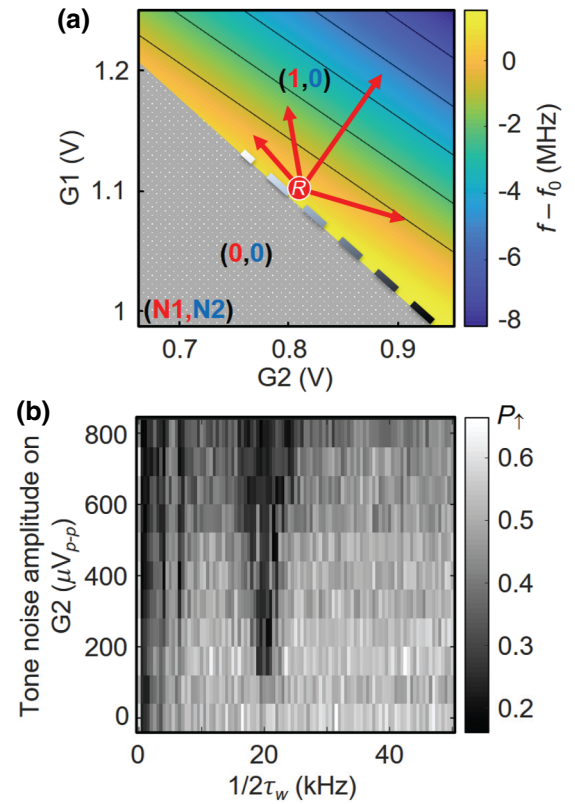 (a)
1.2
1.1
1
G1 (V)
(1,0)
R
(0,0)
(N1,N2)
0.7
0.8
0.9
G2 (V)
0
-2
-4
-6
-8
f − f₀ (MHz)
(b)
800
600
400
200
0
Tone noise amplitude on
G2 (μVp-p)
0
20
40
1/2τw (kHz)
P↑
0.6
0.5
0.4
0.3
0.2